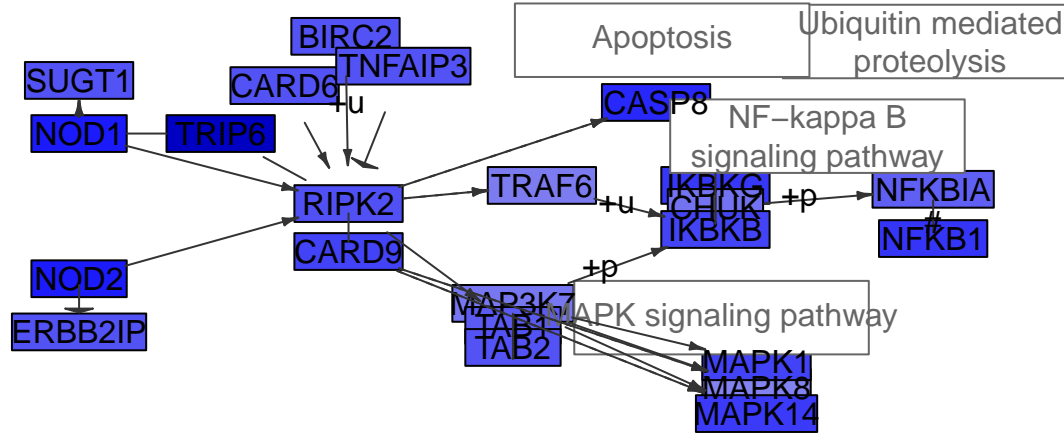 BIRC2
Apoptosis
Ubiquitin mediated
proteolysis
TNFAIP3
SUGT1
CARD6
+u
CASP8
NOD1
TRIP6
NF−kappa B
signaling pathway
IKBKG
TRAF6
NFKBIA
RIPK2
+u
CHUK
+p
#
IKBKB
NFKB1
CARD9
+p
NOD2
MAP3K7
MAPK signaling pathway
ERBB2IP
TAB1
TAB2
MAPK1
MAPK8
MAPK14